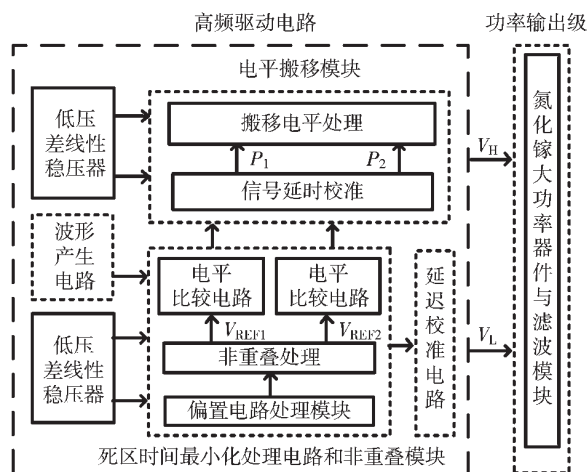 高频驱动电路
功率输出级
电平搬移模块
低压
差线性
稳压器
搬移电平处理
P1
P2
信号延时校准
VH
氮化镓大功率器件与滤波模块
波形
产生
电路
电平
比较电路
电平
比较电路
延迟校准电路
VREF1
VREF2
VL
低压
差线性
稳压器
非重叠处理
偏置电路处理模块
死区时间最小化处理电路和非重叠模块